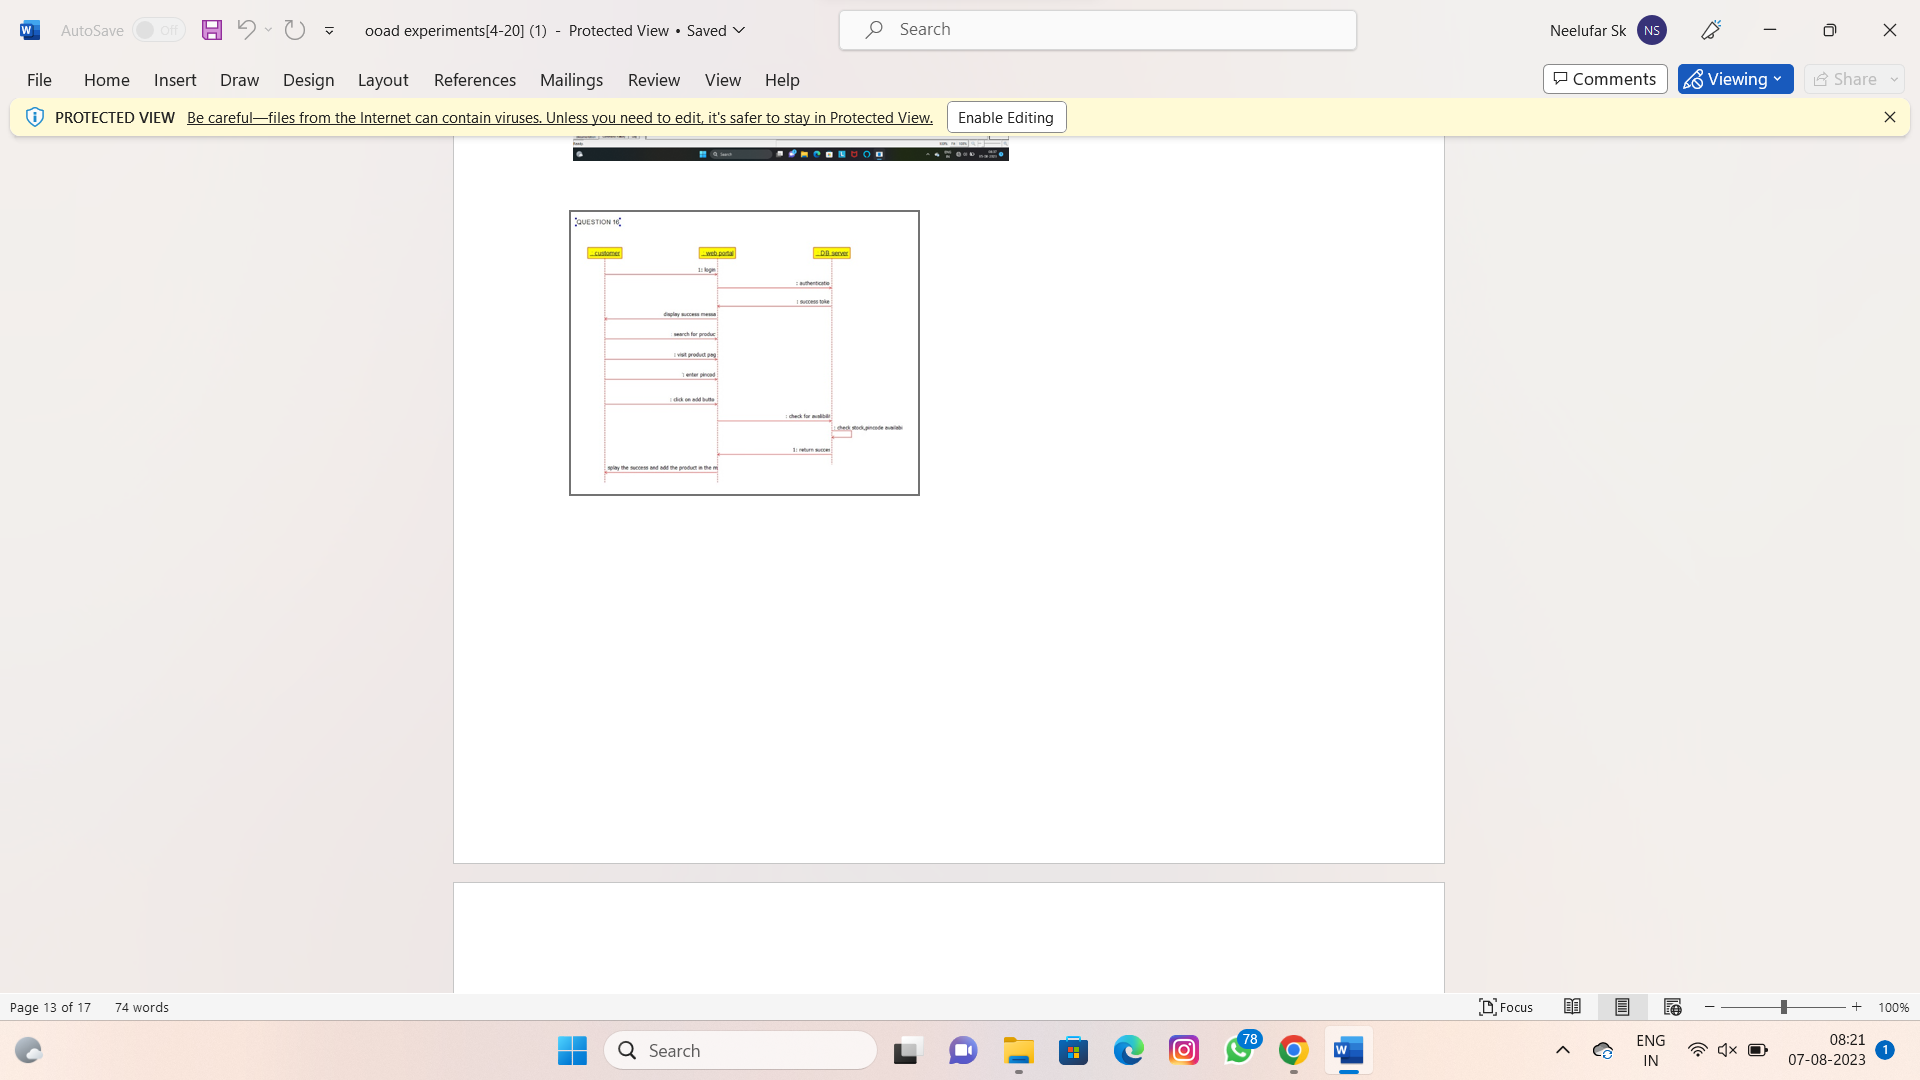 AutoSave Off
ooad experiments[4-20] (1) - Protected View • Saved
Search
Neelufar Sk NS
File Home Insert Draw Design Layout References Mailings Review View Help
Comments Viewing Share
PROTECTED VIEW Be careful—files from the Internet can contain viruses. Unless you need to edit, it's safer to stay in Protected View. Enable Editing
QUESTION 16
: customer : web portal : DB server
1: login
: authenticatio
: success toke
display success messa
search for produc
: visit product pag
: enter pincod
: click on add butto
: check for avalibilit
: check stock,pincode availabl
1: return succes
splay the success and add the product in the m
Page 13 of 17 74 words
Focus
100%
Search
78
ENG
IN
08:21
07-08-2023
1